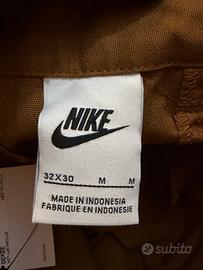 NIKE
32X30 M M
MADE IN INDONESIA
FABRIQUE EN INDONESIE
subito